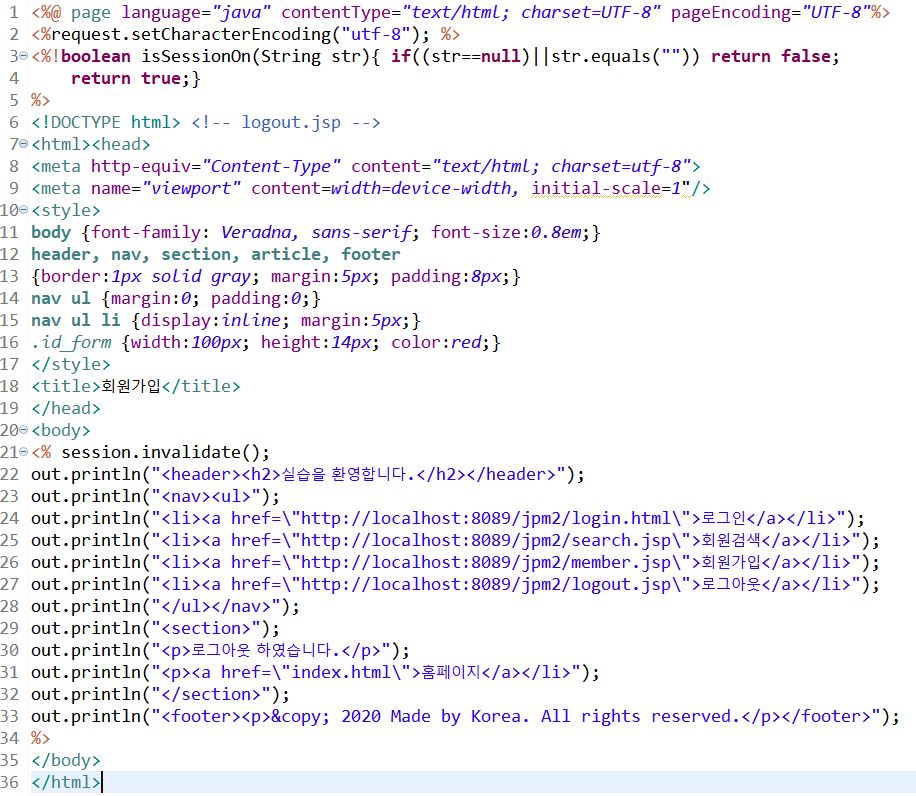 1 <%@ page language="java" contentType="text/html; charset=UTF-8" pageEncoding="UTF-8"%>
2 <%request.setCharacterEncoding("utf-8"); %>
3 <%!boolean isSessionOn(String str){ if((str==null)||str.equals("")) return false;
4     return true;}
5 %>
6 <!DOCTYPE html> <!-- logout.jsp -->
7 <html><head>
8 <meta http-equiv="Content-Type" content="text/html; charset=utf-8">
9 <meta name="viewport" content=width=device-width, initial-scale=1"/>
10 <style>
11 body {font-family: Veradna, sans-serif; font-size:0.8em;}
12 header, nav, section, article, footer
13 {border:1px solid gray; margin:5px; padding:8px;}
14 nav ul {margin:0; padding:0;}
15 nav ul li {display:inline; margin:5px;}
16 .id_form {width:100px; height:14px; color:red;}
17 </style>
18 <title>회원가입</title>
19 </head>
20 <body>
21 <% session.invalidate();
22 out.println("<header><h2>실습을 환영합니다.</h2></header>");
23 out.println("<nav><ul>");
24 out.println("<li><a href=\"http://localhost:8089/jpm2/login.html\">로그인</a></li>");
25 out.println("<li><a href=\"http://localhost:8089/jpm2/search.jsp\">회원검색</a></li>");
26 out.println("<li><a href=\"http://localhost:8089/jpm2/member.jsp\">회원가입</a></li>");
27 out.println("<li><a href=\"http://localhost:8089/jpm2/logout.jsp\">로그아웃</a></li>");
28 out.println("</ul></nav>");
29 out.println("<section>");
30 out.println("<p>로그아웃 하였습니다.</p>");
31 out.println("<p><a href=\"index.html\">홈페이지</a></li>");
32 out.println("</section>");
33 out.println("<footer><p>&copy; 2020 Made by Korea. All rights reserved.</p></footer>");
34 %>
35 </body>
36 </html>